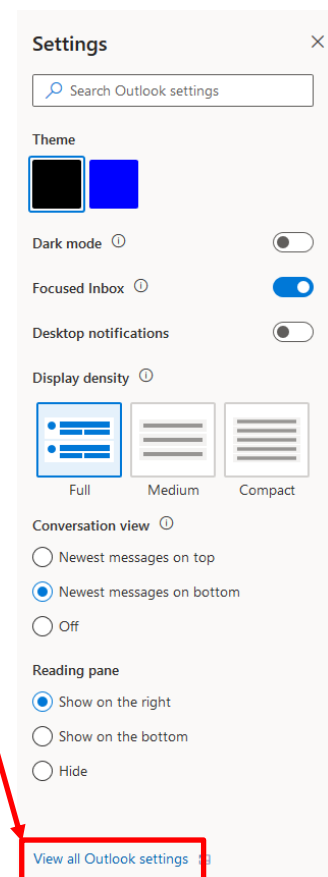 Settings
Search Outlook settings
Theme
Dark mode
Focused Inbox
Desktop notifications
Display density
Full Medium Compact
Conversation view
Newest messages on top
Newest messages on bottom
Off
Reading pane
Show on the right
Show on the bottom
Hide
View all Outlook settings